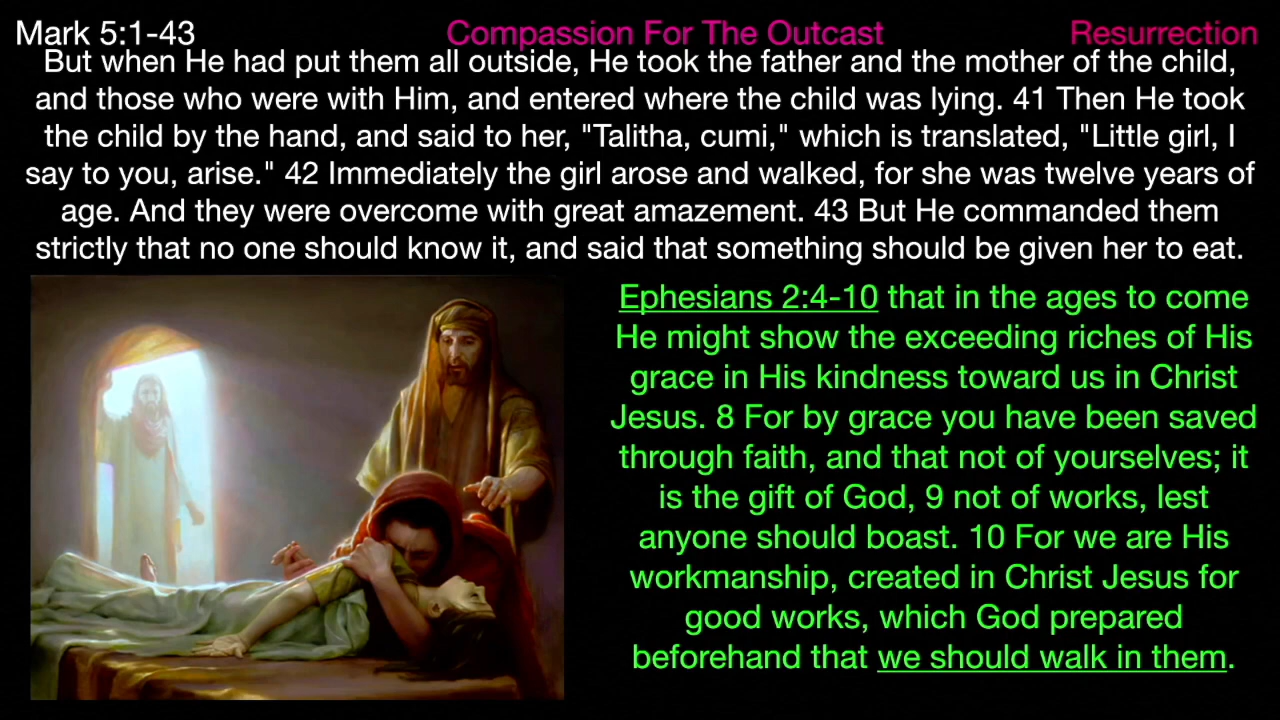 Mark 5:1-43 Compassion For The Outcast Resurrection
But when He had put them all outside, He took the father and the mother of the child,
and those who were with Him, and entered where the child was lying. 41 Then He took
the child by the hand, and said to her, "Talitha, cumi," which is translated, "Little girl, I
say to you, arise." 42 Immediately the girl arose and walked, for she was twelve years of
age. And they were overcome with great amazement. 43 But He commanded them
strictly that no one should know it, and said that something should be given her to eat.
Ephesians 2:4-10 that in the ages to come
He might show the exceeding riches of His
grace in His kindness toward us in Christ
Jesus. 8 For by grace you have been saved
through faith, and that not of yourselves; it
is the gift of God, 9 not of works, lest
anyone should boast. 10 For we are His
workmanship, created in Christ Jesus for
good works, which God prepared
beforehand that we should walk in them.